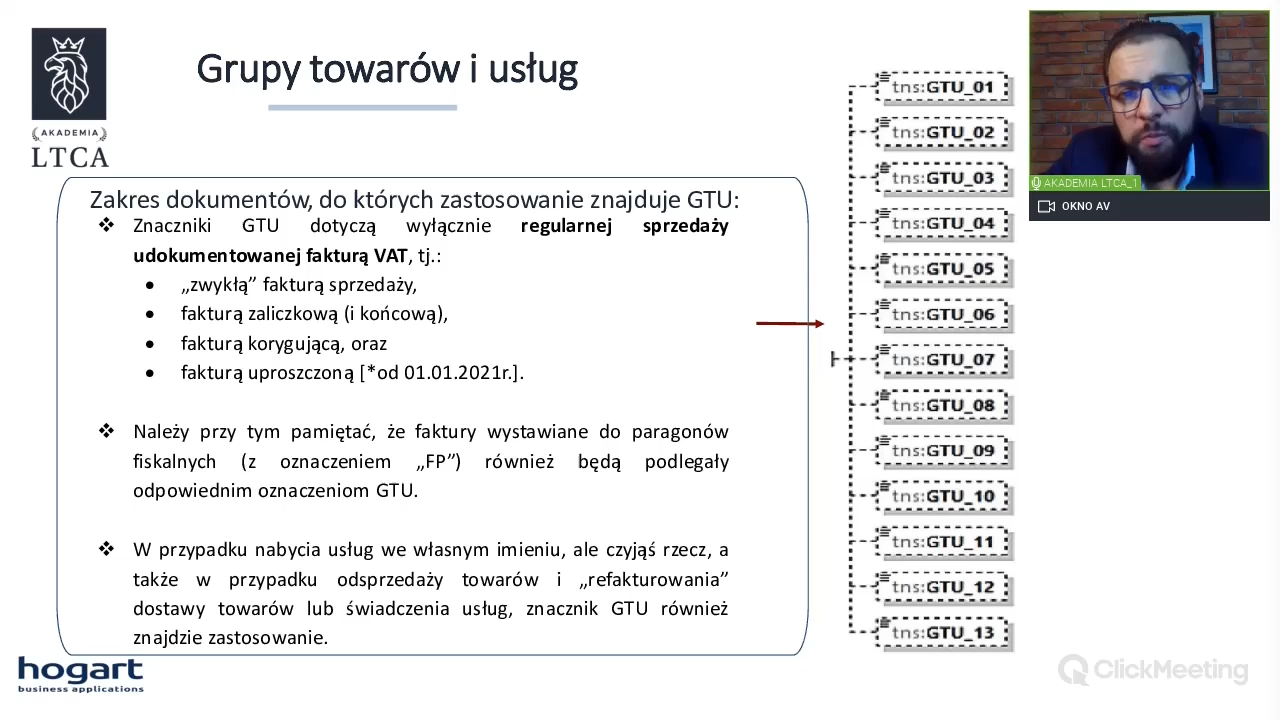 AKADEMIA
LTCA
Grupy towarów i usług
Zakres dokumentów, do których zastosowanie znajduje GTU:
❖ Znaczniki GTU dotyczą wyłącznie regularnej sprzedaży
udokumentowanej fakturą VAT, tj.:
• „zwykłą” fakturą sprzedaży,
• fakturą zaliczkową (i końcową),
• fakturą korygującą, oraz
• fakturą uproszczoną [*od 01.01.2021r.].
❖ Należy przy tym pamiętać, że faktury wystawiane do paragonów
fiskalnych (z oznaczeniem „FP”) również będą podlegały
odpowiednim oznaczeniom GTU.
❖ W przypadku nabycia usług we własnym imieniu, ale czyjąś rzecz, a
także w przypadku odsprzedaży towarów i „refakturowania”
dostawy towarów lub świadczenia usług, znacznik GTU również
znajdzie zastosowanie.
tns:GTU_01
tns:GTU_02
tns:GTU_03
tns:GTU_04
tns:GTU_05
tns:GTU_06
tns:GTU_07
tns:GTU_08
tns:GTU_09
tns:GTU_10
tns:GTU_11
tns:GTU_12
tns:GTU_13
AKADEMIA LTCA_1
OKNO AV
hogart
business applications
ClickMeeting